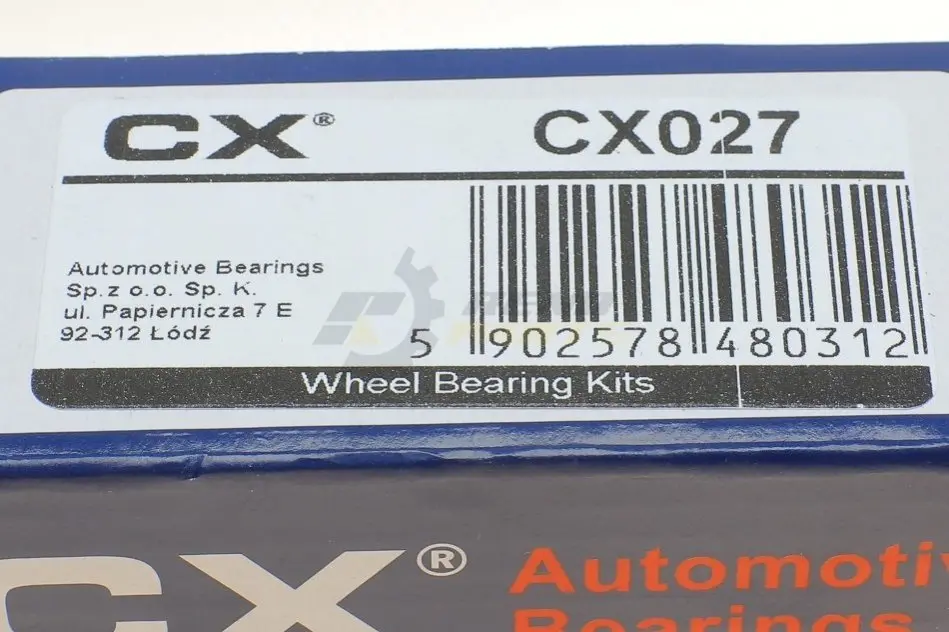 CX® CX027
Automotive Bearings
Sp.z o.o. Sp. K.
ul. Papiernicza 7 E
92-312 Łódź
5 902578 480312
Wheel Bearing Kits
CX® Automotiv
Bearings